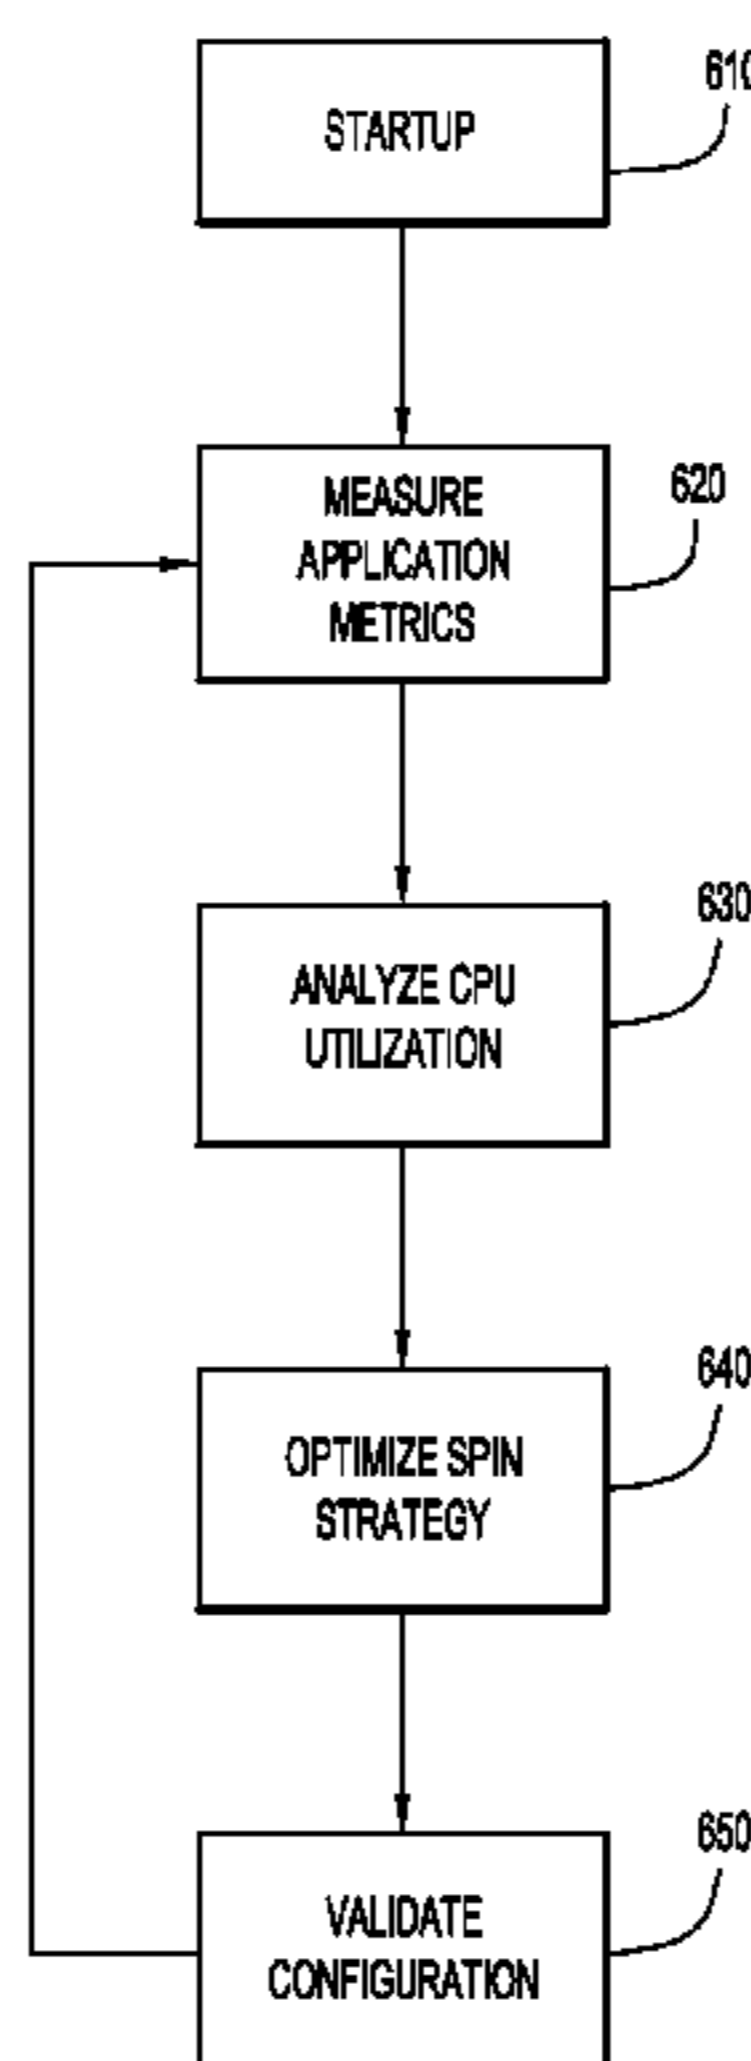 STARTUP
610
MEASURE
APPLICATION
METRICS
620
ANALYZE CPU
UTILIZATION
630
OPTIMIZE SPIN
STRATEGY
640
VALIDATE
CONFIGURATION
650